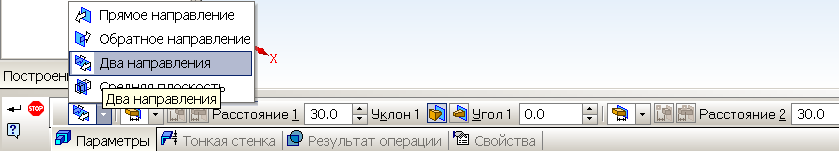 Прямое направление
Обратное направление
X
Два направления
Построени
Средняя плоскость
Два направления
STOP Расстояние 1 30.0 Уклон 1 Угол 1 0.0 Расстояние 2 30.0
Параметры Тонкая стенка Результат операции Свойства